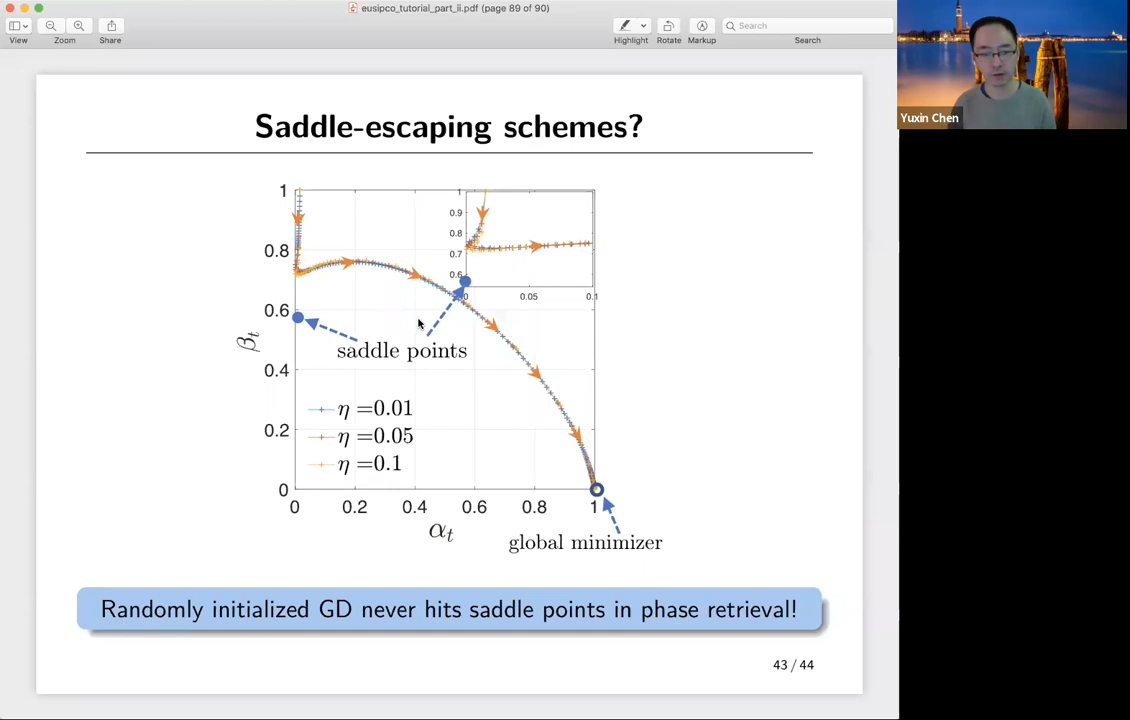 eusipco_tutorial_part_ii.pdf (page 89 of 90)
View
Zoom
Share
Highlight
Rotate
Markup
Search
Search
Yuxin Chen
Saddle-escaping schemes?
1
0.8
0.6
0.4
0.2
0
βt
1
0.9
0.8
0.7
0.6
0
0.05
0.1
saddle points
η =0.01
η =0.05
η =0.1
0
0.2
0.4
0.6
0.8
1
αt
global minimizer
Randomly initialized GD never hits saddle points in phase retrieval!
43 / 44